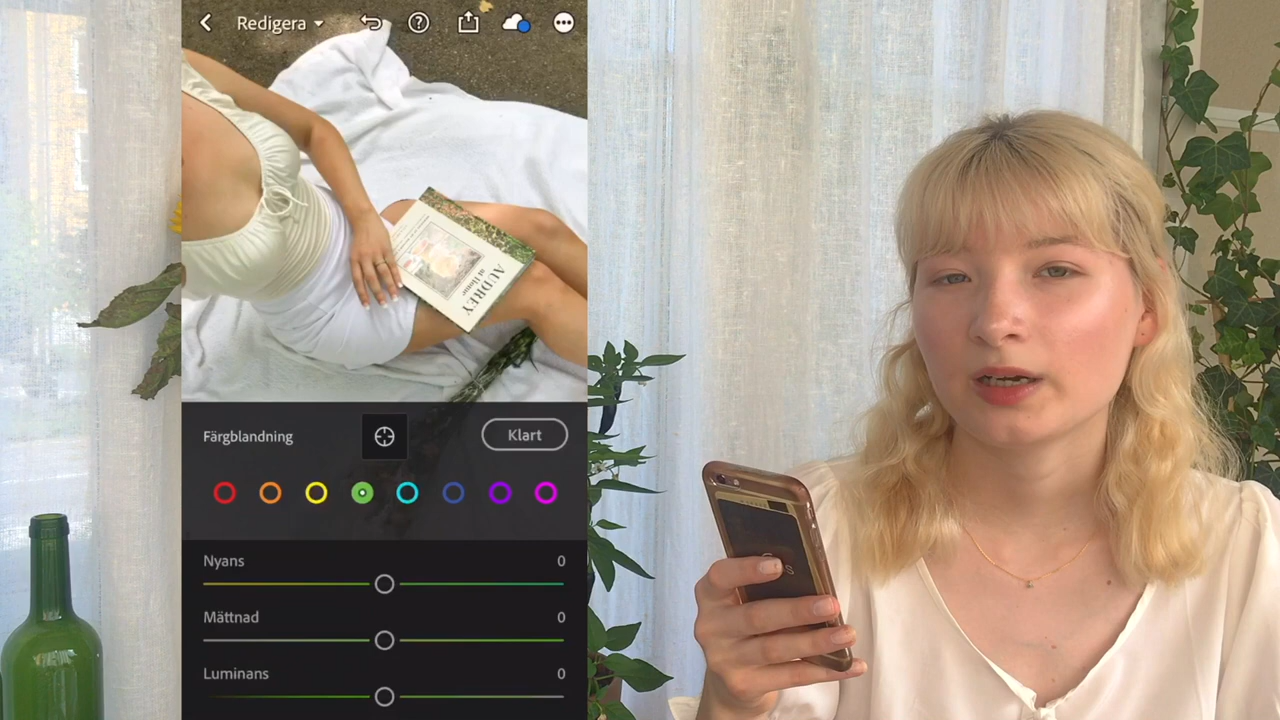 Redigera
AUDREY
at Home
Färgblandning
Klart
Nyans 0
Mättnad 0
Luminans 0